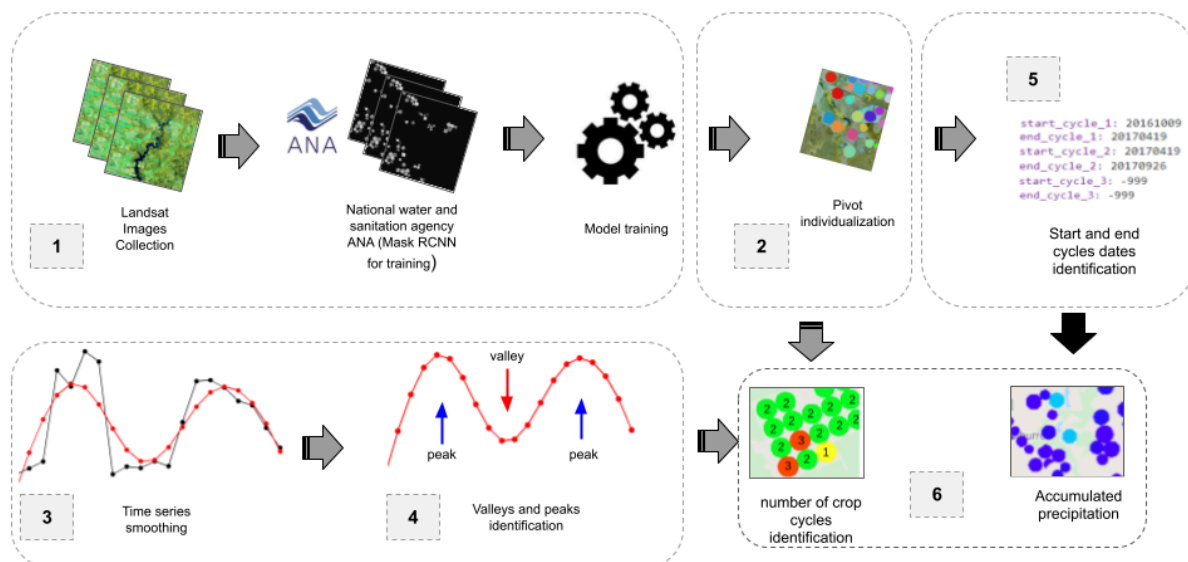 ANA
Landsat
Images
Collection
1
National water and
sanitation agency
ANA (Mask RCNN
for training)
Model training
Pivot
individualization
2
5
start_cycle_1: 20161009
end_cycle_1: 20170419
start_cycle_2: 20170419
end_cycle_2: 20170926
start_cycle_3: -999
end_cycle_3: -999
Start and end
cycles dates
identification
3
Time series
smoothing
valley
peak
peak
4
Valleys and peaks
identification
2
2
2
2
2
2
2
2
2
3
2
1
3
2
number of crop
cycles
identification
6
Accumulated
precipitation